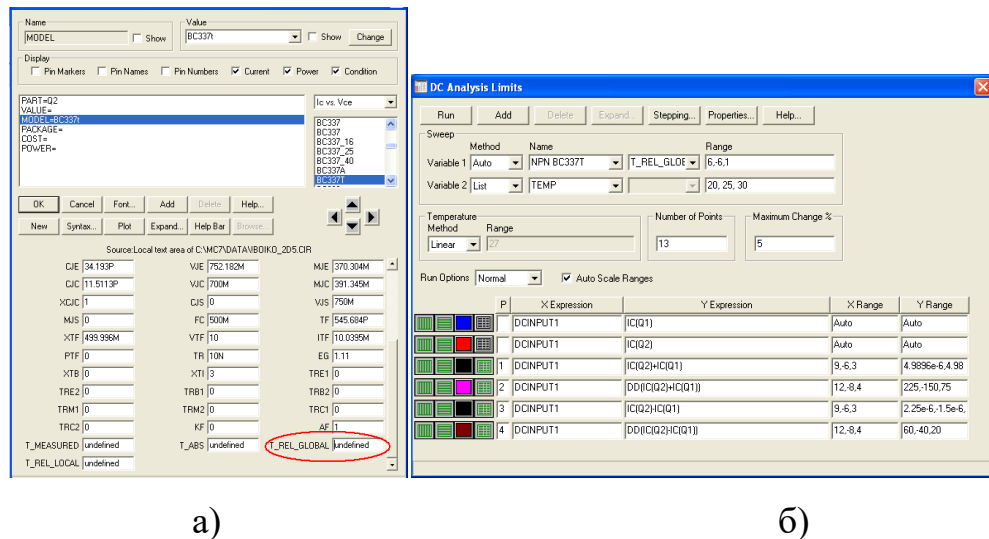 Name
Value
MODEL
Show
BC337t
Show
Change
Display
Pin Markers Pin Names Pin Numbers Current Power Condition
PART=Q2
VALUE=
MODEL=BC337t
PACKAGE=
COST=
POWER=
Ic vs. Vce
BC337
BC337
BC337_16
BC337_25
BC337_40
BC337A
BC337T
OK Cancel Font... Add Delete Help...
New Syntax... Plot Expand... Help Bar Browse...
Source:Local text area of C:\MC7\DATA\BOIKO_2D5.CIR
CJE 34.193P VJE 752.182M MJE 370.304M
CJC 11.5113P VJC 700M MJC 391.345M
XCJC 1 CJS 0 VJS 750M
MJS 0 FC 500M TF 545.684P
XTF 499.996M VTF 10 ITF 10.0395M
PTF 0 TR 10N EG 1.11
XTB 0 XTI 3 TRE1 0
TRE2 0 TRB1 0 TRB2 0
TRM1 0 TRM2 0 TRC1 0
TRC2 0 KF 0 AF 1
T_MEASURED undefined T_ABS undefined T_REL_GLOBAL undefined
T_REL_LOCAL undefined
а)
DC Analysis Limits
Run Add Delete Expand... Stepping... Properties... Help...
Sweep
Method Name Range
Variable 1 Auto NPN BC337T T_REL_GLOE 6,-6,1
Variable 2 List TEMP 20, 25, 30
Temperature
Method Range
Linear 27
Number of Points
13
Maximum Change %
5
Run Options Normal Auto Scale Ranges
P X Expression Y Expression X Range Y Range
DCINPUT1 IC(Q1) Auto Auto
DCINPUT1 IC(Q2) Auto Auto
1 DCINPUT1 IC(Q2)+IC(Q1) 9,-6,3 4.9896e-6,4.98
2 DCINPUT1 DD(IC(Q2)+IC(Q1)) 12,-8,4 225,-150,75
3 DCINPUT1 IC(Q2)-IC(Q1) 9,-6,3 2.25e-6,-1.5e-6,
4 DCINPUT1 DD(IC(Q2)-IC(Q1)) 12,-8,4 60,-40,20
б)